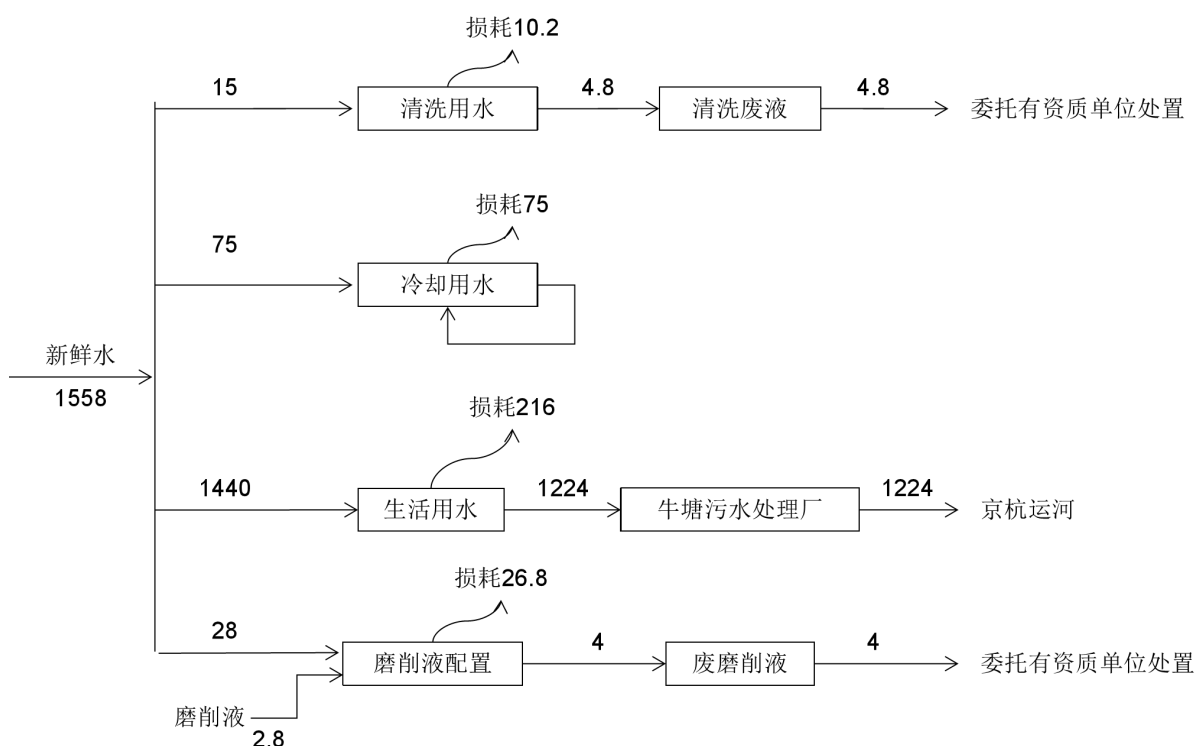 损耗10.2
15
清洗用水
4.8
清洗废液
4.8
委托有资质单位处置
损耗75
75
冷却用水
新鲜水
1558
损耗216
1440
生活用水
1224
牛塘污水处理厂
1224
京杭运河
损耗26.8
28
磨削液配置
4
废磨削液
4
委托有资质单位处置
磨削液
2.8